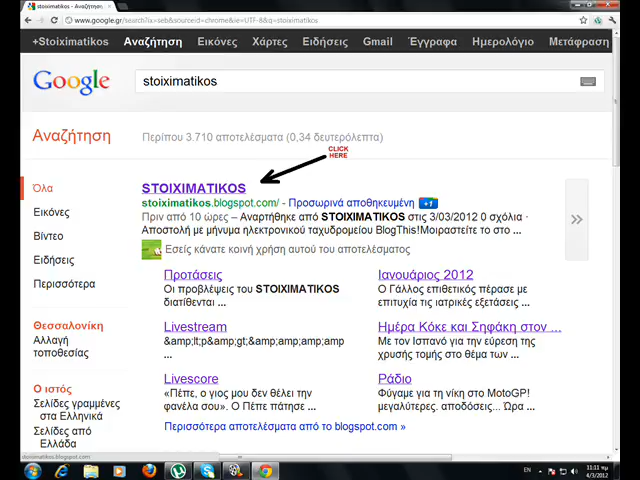 stoiximatikos - Αναζήτηση
www.google.gr/search?ix=seb&sourceid=chrome&ie=UTF-8&q=stoiximatikos
+Stoiximatikos Αναζήτηση Εικόνες Χάρτες Ειδήσεις Gmail Έγγραφα Ημερολόγιο Μετάφραση
Google
stoiximatikos
Αναζήτηση
Περίπου 3.710 αποτελέσματα (0,34 δευτερόλεπτα)
CLICK
HERE
Όλα
Εικόνες
Βίντεο
Ειδήσεις
Περισσότερα
Θεσσαλονίκη
Αλλαγή
τοποθεσίας
Ο ιστός
Σελίδες γραμμένες
στα Ελληνικά
Σελίδες από
Ελλάδα
STOIXIMATIKOS
stoiximatikos.blogspot.com/ - Προσωρινά αποθηκευμένη +1
Πριν από 10 ώρες – Αναρτήθηκε από STOIXIMATIKOS στις 3/03/2012 0 σχόλια ·
Αποστολή με μήνυμα ηλεκτρονικού ταχυδρομείου BlogThis!Μοιραστείτε το στο ...
Εσείς κάνατε κοινή χρήση αυτού του αποτελέσματος
Προτάσεις
Οι προβλέψεις του STOIXIMATIKOS
διατίθενται ...
Ιανουάριος 2012
Ο Γάλλος επιθετικός πέρασε με
επιτυχία τις ιατρικές εξετάσεις ...
Livestream
&amp;lt;p&amp;gt;&amp;amp;amp;amp
...
Ημέρα Κόκε και Σηφάκη στον ...
Με τον Ισπανό για την εύρεση της
χρυσής τομής στο θέμα των ...
Livescore
«Πέπε, ο γιος μου δεν θέλει την
φανέλα σου». Ο Πέπε πάτησε ...
Ράδιο
Φύγαμε για τη νίκη στο MotoGP!
μεγαλύτερες. αποδόσεις... Ώρα ...
Περισσότερα αποτελέσματα από το blogspot.com »
»
stoiximatikos.blogspot.com
EN
11:11 πμ
4/3/2012